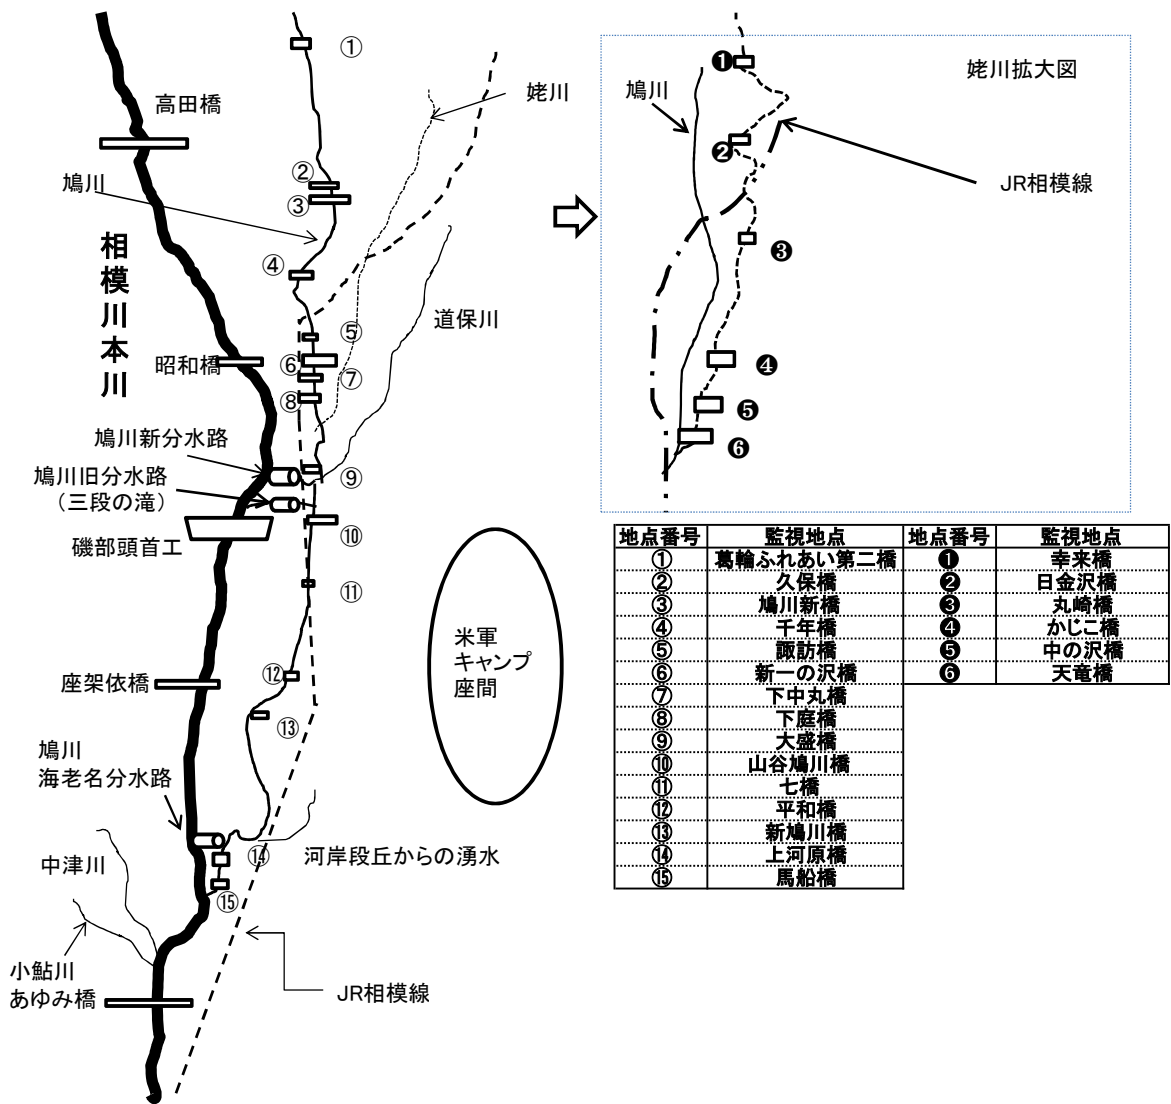 ①
高田橋
②
鳩川
③
④
相模川本川
姥川
道保川
⑤
昭和橋
⑥
⑦
⑧
鳩川新分水路
鳩川旧分水路
（三段の滝）
⑨
磯部頭首工
⑩
⑪
米軍
キャンプ
座間
座架依橋
⑫
⑬
鳩川
海老名分水路
⑭
河岸段丘からの湧水
中津川
⑮
小鮎川
あゆみ橋
JR相模線
姥川拡大図
❶
鳩川
❷
JR相模線
❸
❹
❺
❻
地点番号 監視地点 地点番号 監視地点
① 葛輪ふれあい第二橋 ❶ 幸来橋
② 久保橋 ❷ 日金沢橋
③ 鳩川新橋 ❸ 丸崎橋
④ 千年橋 ❹ かじこ橋
⑤ 諏訪橋 ❺ 中の沢橋
⑥ 新一の沢橋 ❻ 天竜橋
⑦ 下中丸橋
⑧ 下庭橋
⑨ 大盛橋
⑩ 山谷鳩川橋
⑪ 七橋
⑫ 平和橋
⑬ 新鳩川橋
⑭ 上河原橋
⑮ 馬船橋